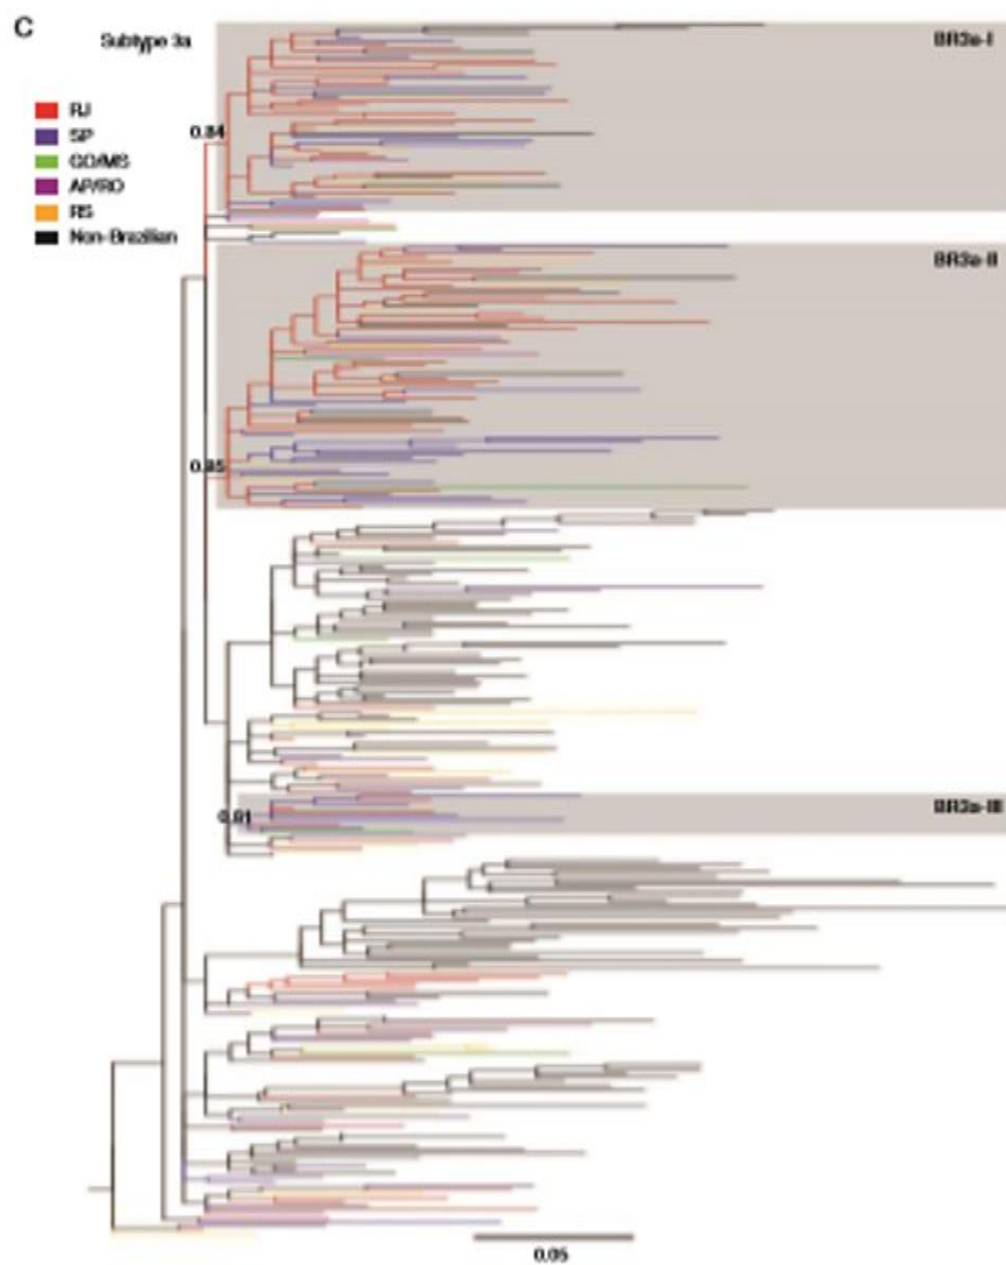 C
Subtype 3a
BR3a-I
RJ
SP
GO/MS
AP/RO
RS
Non-Brazilian
0.84
BR3a-II
0.85
BR3a-III
0.81
0.05